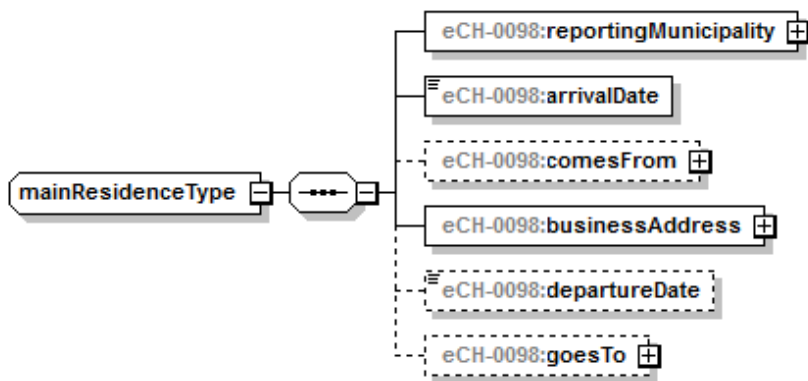 eCH-0098:reportingMunicipality
eCH-0098:arrivalDate
eCH-0098:comesFrom
mainResidenceType
eCH-0098:businessAddress
eCH-0098:departureDate
eCH-0098:goesTo